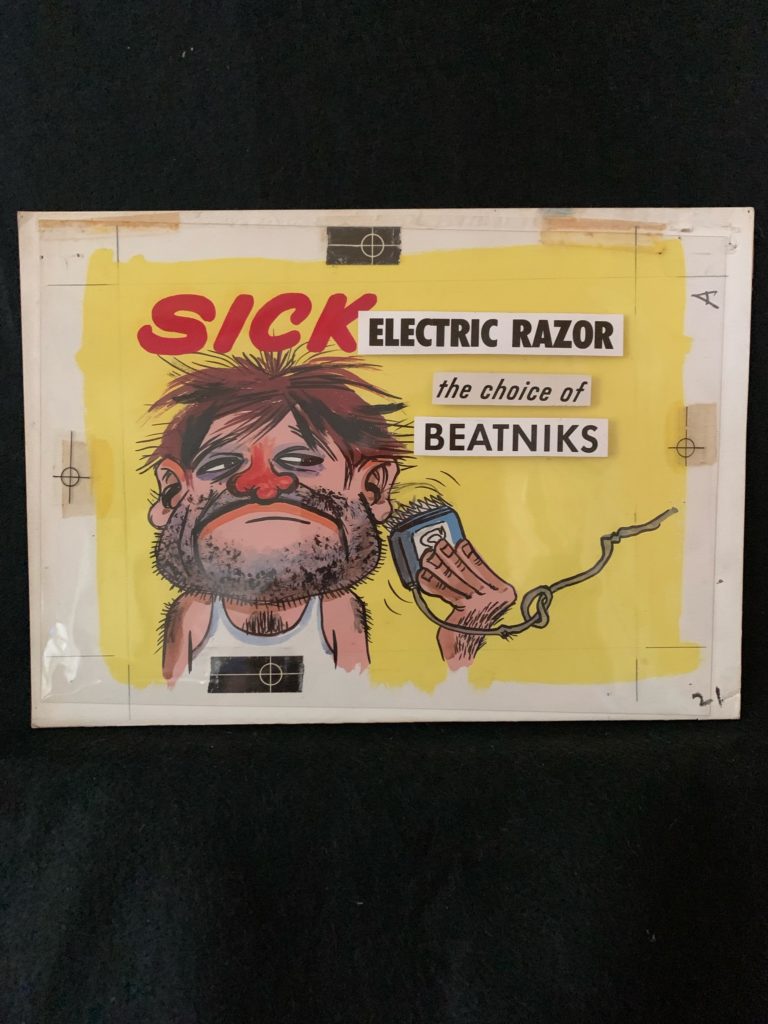 SICK ELECTRIC RAZOR
the choice of
BEATNIKS
A
21